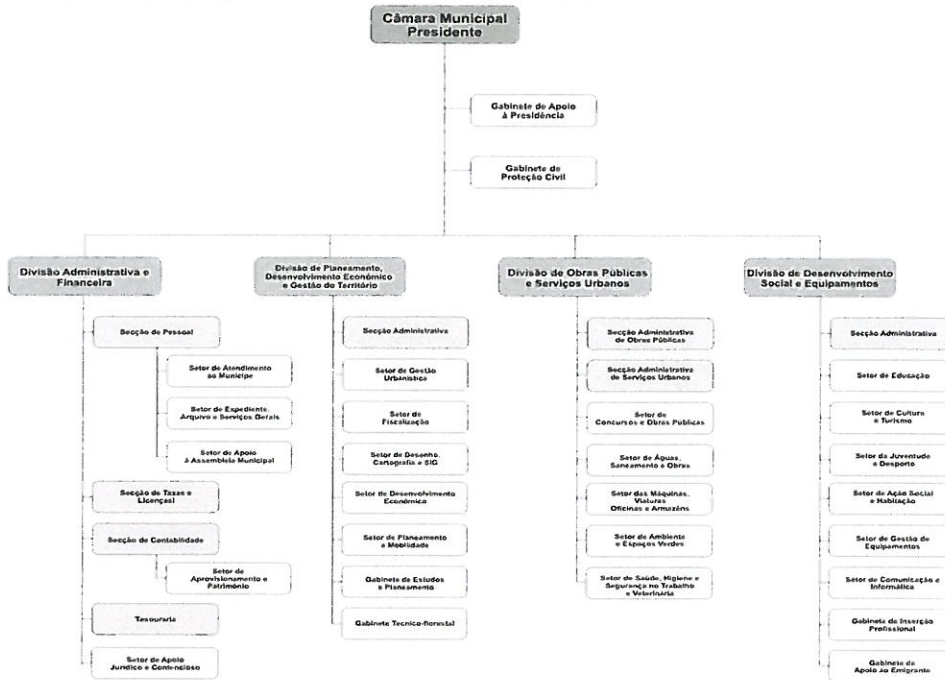 Câmara Municipal
Presidente
Gabinete de Apoio
à Presidência
Gabinete de
Proteção Civil
Divisão Administrativa e
Financeira
Secção de Pessoal
Setor de Atendimento
ao Munícipe
Setor de Expediente,
Arquivo e Serviços Gerais
Setor de Apoio
à Assembleia Municipal
Secção de Taxas e
Licençasl
Secção de Contabilidade
Setor de
Aprovisionamento e
Património
Tesouraria
Setor de Apoio
Jurídico e Contencioso
Divisão de Planeamento,
Desenvolvimento Económico
e Gestão do Território
Secção Administrativa
Setor de Gestão
Urbanística
Setor de
Fiscalização
Setor de Desenho,
Cartografia e SIG
Setor de Desenvolvimento
Económico
Setor de Planeamento
e Mobilidade
Gabinete de Estudos
e Planeamento
Gabinete Tecnico-florestal
Divisão de Obras Públicas
e Serviços Urbanos
Secção Administrativa
de Obras Públicas
Secção Administrativa
de Serviços Urbanos
Setor de
Concursos e Obras Públicas
Setor de Águas,
Saneamento e Obras
Setor das Máquinas,
Viaturas
Oficinas e Armazéns
Setor de Ambiente
e Espaços Verdes
Setor de Saúde, Higiene e
Segurança no Trabalho
e Veterinária
Divisão de Desenvolvimento
Social e Equipamentos
Secção Administrativa
Setor de Educação
Setor de Cultura
e Turismo
Setor da Juventude
e Desporto
Setor de Ação Social
e Habitação
Setor de Gestão de
Equipamentos
Setor de Comunicação e
Informática
Gabinete de Inserção
Profissional
Gabinete de
Apoio ao Emigrante